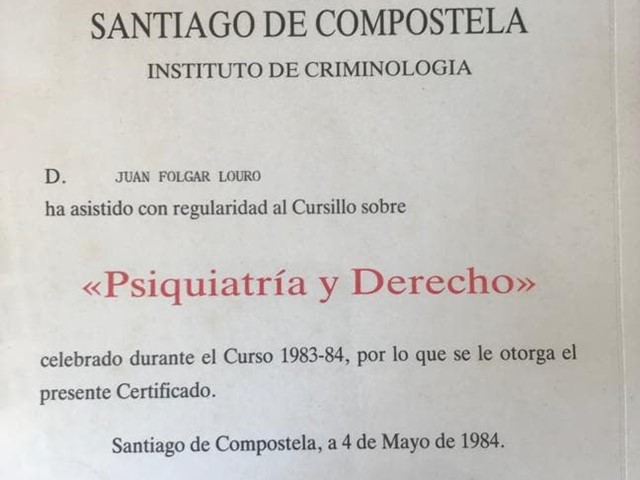 SANTIAGO DE COMPOSTELA
INSTITUTO DE CRIMINOLOGIA
D. JUAN FOLGAR LOURO
ha asistido con regularidad al Cursillo sobre
«Psiquiatría y Derecho»
celebrado durante el Curso 1983-84, por lo que se le otorga el
presente Certificado.
Santiago de Compostela, a 4 de Mayo de 1984.